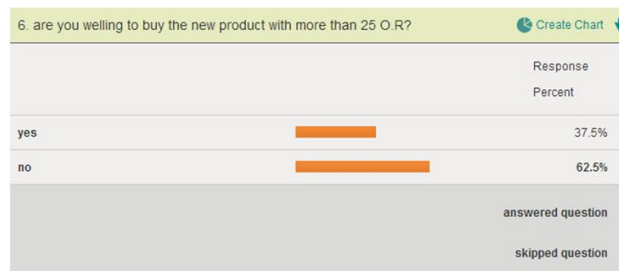 6. are you welling to buy the new product with more than 25 O.R? Create Chart
Response
Percent
yes 37.5%
no 62.5%
answered question
skipped question